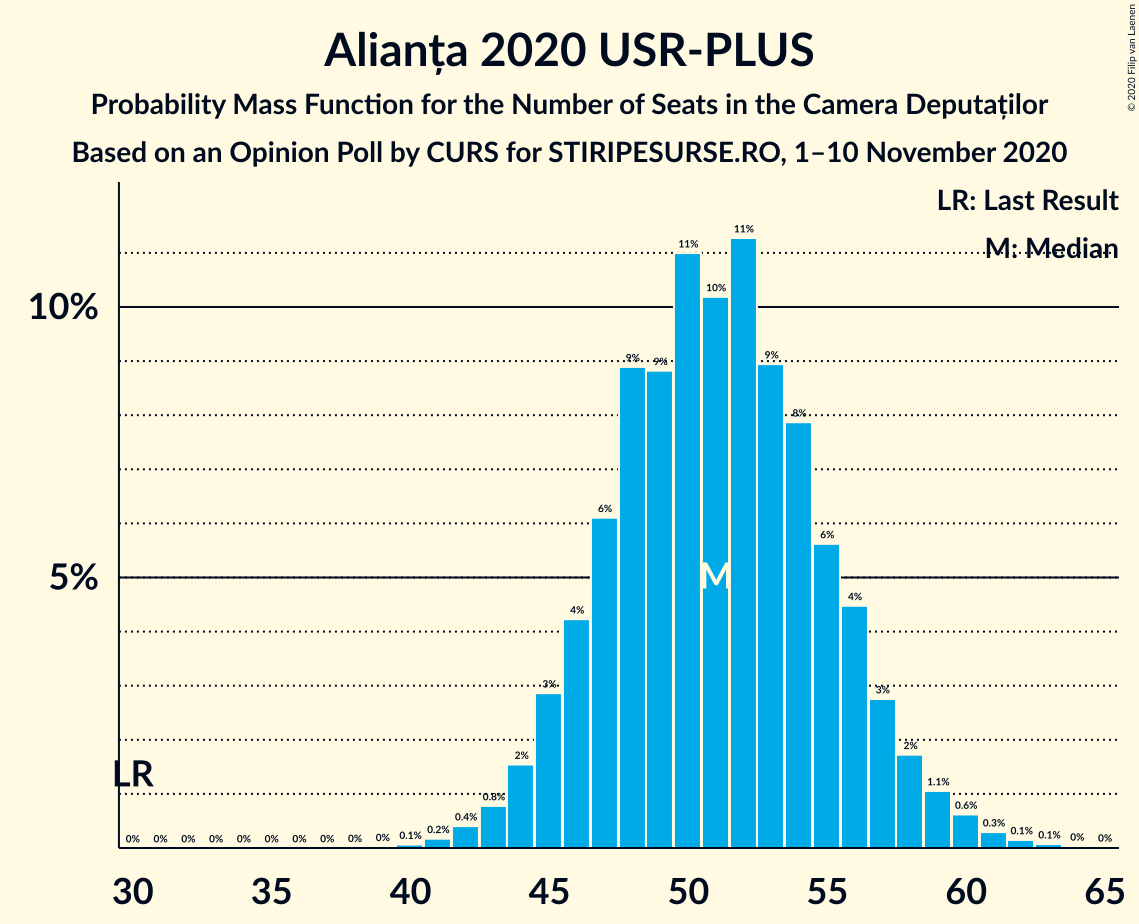 Alianța 2020 USR-PLUS
Probability Mass Function for the Number of Seats in the Camera Deputaților
Based on an Opinion Poll by CURS for STIRIPESURSE.RO, 1–10 November 2020
© 2020 Filip van Laenen
LR: Last Result
M: Median
10%
5%
LR
M
0% 0% 0% 0% 0% 0% 0% 0% 0% 0% 0.1% 0.2% 0.4% 0.8% 2% 3% 4% 6% 9% 9% 11% 10% 11% 9% 8% 6% 4% 3% 2% 1.1% 0.6% 0.3% 0.1% 0.1% 0% 0%
30 35 40 45 50 55 60 65